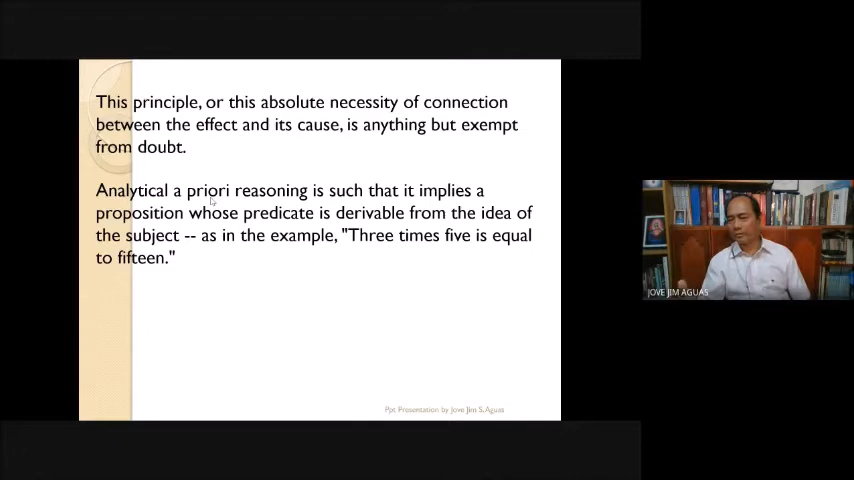 This principle, or this absolute necessity of connection
between the effect and its cause, is anything but exempt
from doubt.
Analytical a priori reasoning is such that it implies a
proposition whose predicate is derivable from the idea of
the subject -- as in the example, "Three times five is equal
to fifteen."
Ppt Presentation by Jove Jim S. Aguas
JOVE JIM AGUAS